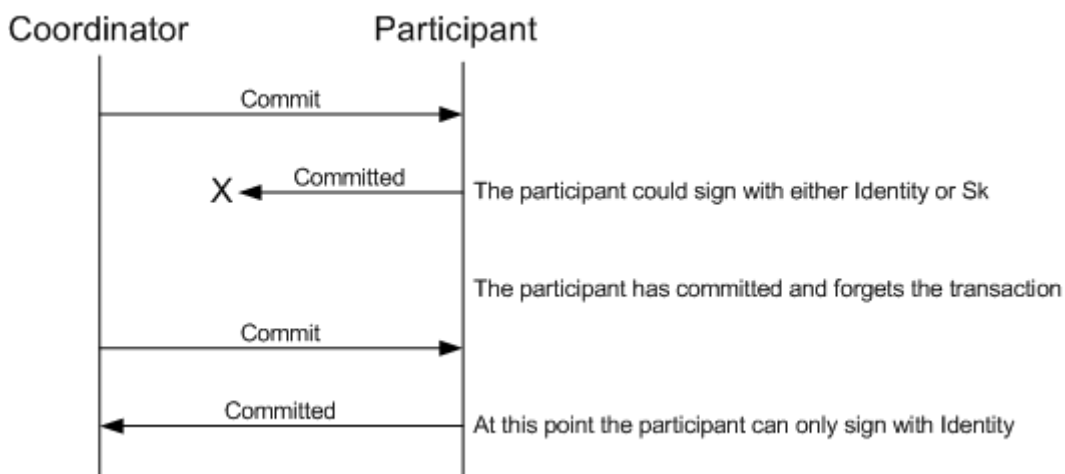 Coordinator Participant
Commit
X Committed The participant could sign with either Identity or Sk
The participant has committed and forgets the transaction
Commit
Committed At this point the participant can only sign with Identity